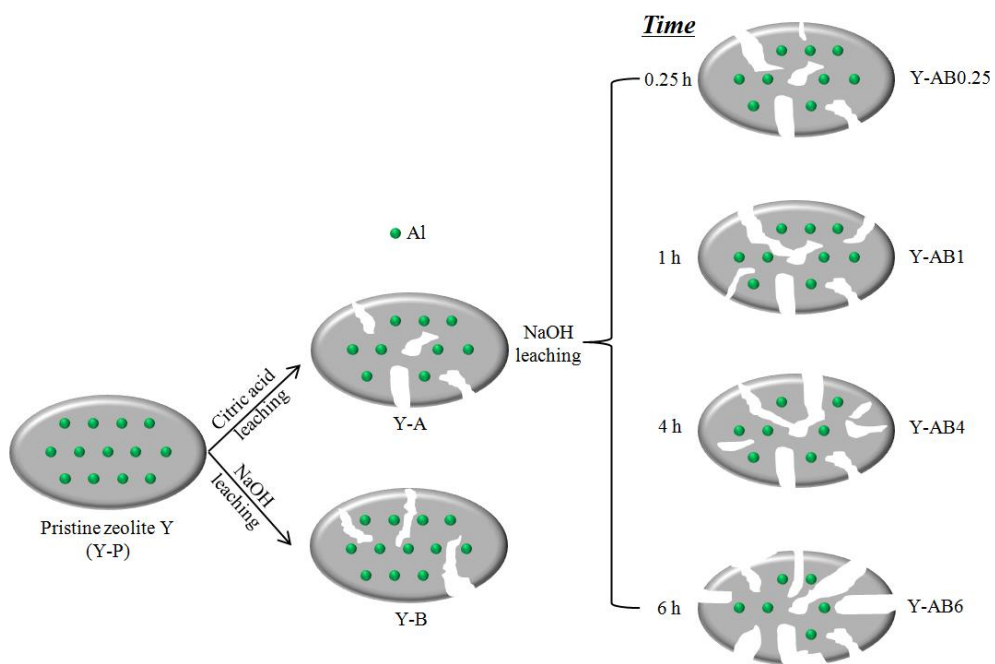 Time
0.25 h
Y-AB0.25
Al
1 h
Y-AB1
NaOH
leaching
Citric acid
leaching
Y-A
4 h
Y-AB4
Pristine zeolite Y
(Y-P)
NaOH
leaching
Y-B
6 h
Y-AB6